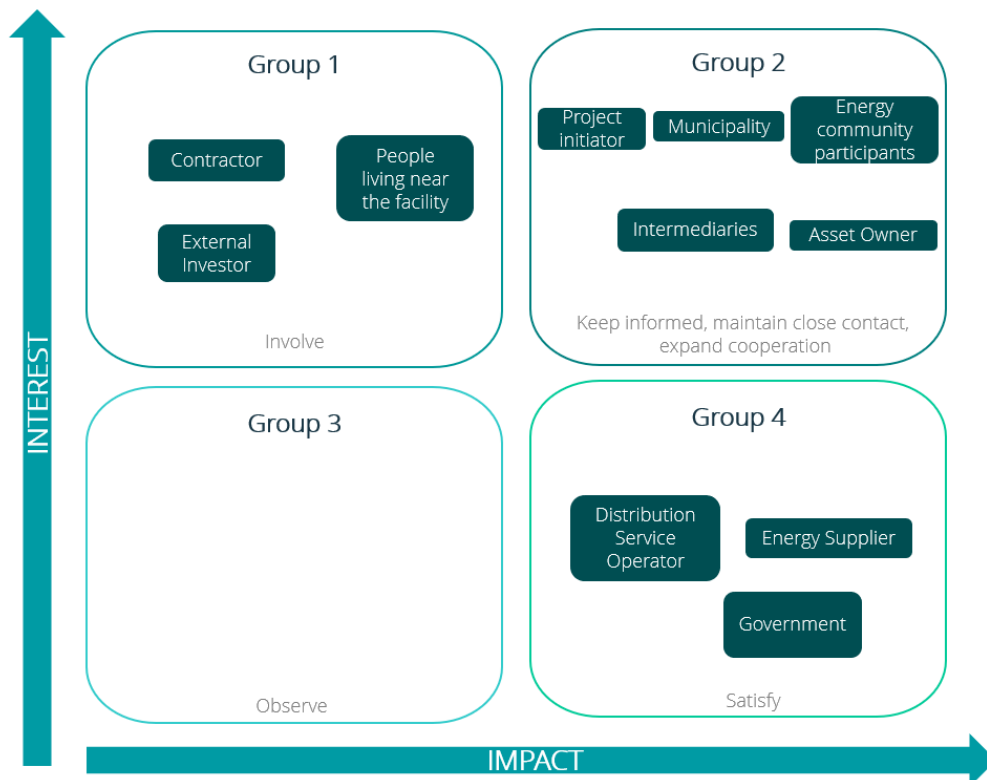 INTEREST
Group 1
Contractor
People
living near
the facility
External
Investor
Involve
Group 2
Project
initiator
Municipality
Energy
community
participants
Intermediaries
Asset Owner
Keep informed, maintain close contact,
expand cooperation
Group 3
Observe
Group 4
Distribution
Service
Operator
Energy Supplier
Government
Satisfy
IMPACT